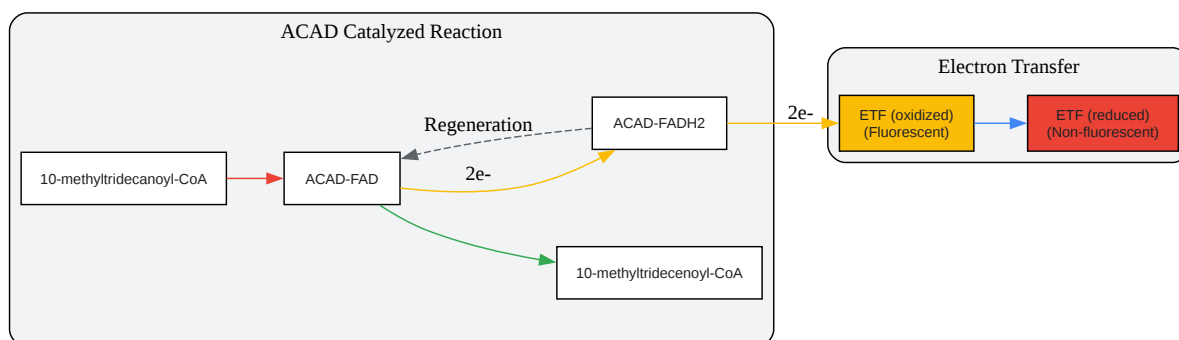 ACAD Catalyzed Reaction
Electron Transfer
ACAD-FADH2
2e-
ETF (oxidized)
(Fluorescent)
ETF (reduced)
(Non-fluorescent)
Regeneration
10-methyltridecanoyl-CoA
ACAD-FAD
2e-
10-methyltridecenoyl-CoA